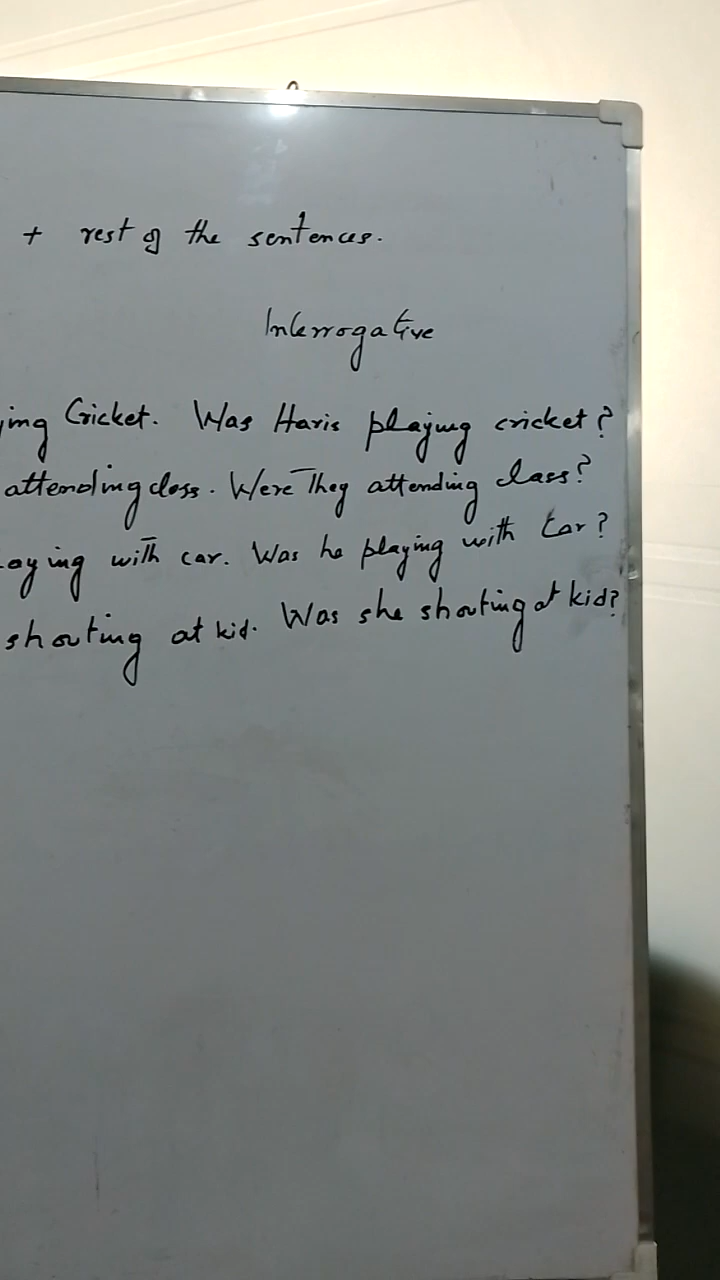 + rest of the sentences.
Interrogative
ing Cricket. Was Haris playing cricket?
attending class. Were They attending class?
aying with car. Was he playing with Car?
shouting at kid. Was she shouting at kid?